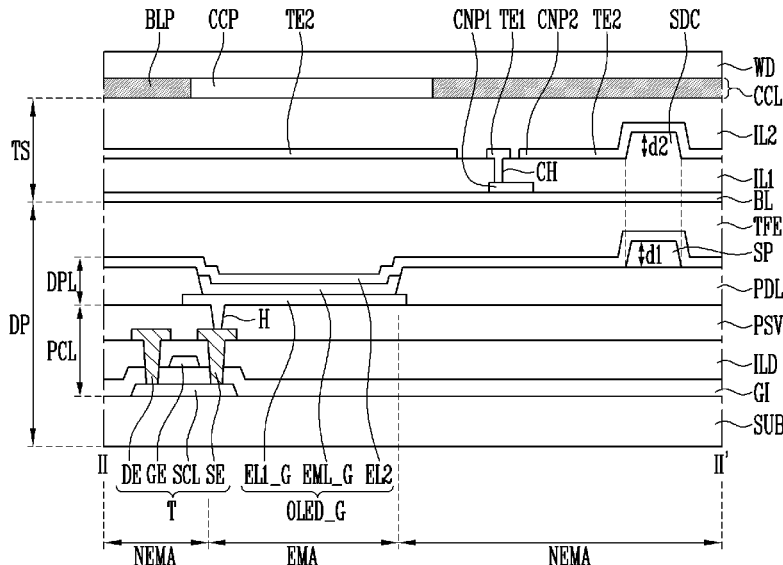 BLP CCP TE2 CNP1 TE1 CNP2 TE2 SDC
WD
CCL
TS
d2
IL2
CH
IL1
BL
TFE
d1
SP
DPL
PDL
DP
H
PSV
PCL
ILD
GI
SUB
II II'
DE GE SCL SE EL1_G EML_G EL2
T OLED_G
NEMA EMA NEMA